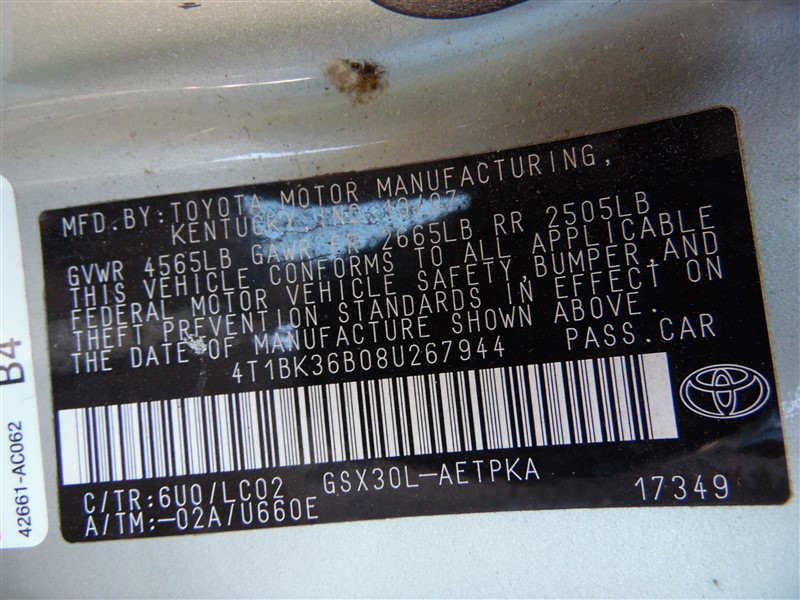 MFD.BY:TOYOTA MOTOR MANUFACTURING,
KENTUCKY, INC. 10/07
GVWR 4565LB GAWR FR 2665LB RR 2505LB
THIS VEHICLE CONFORMS TO ALL APPLICABLE
FEDERAL MOTOR VEHICLE SAFETY,BUMPER,AND
THEFT PREVENTION STANDARDS IN EFFECT ON
THE DATE OF MANUFACTURE SHOWN ABOVE.
4T1BK36B08U267944 PASS.CAR
C/TR:6U0/LC02 GSX30L-AETPKA
A/TM:-02A/U660E 17349
42661-AC062
B4